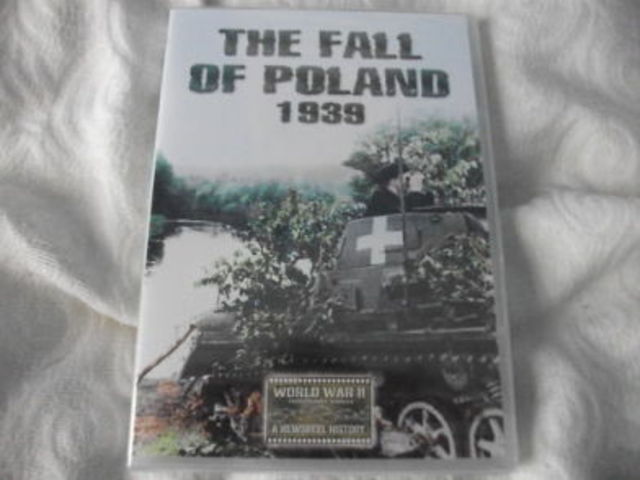 THE FALL
OF POLAND
1939
WORLD WAR II
A NEWSREEL HISTORY